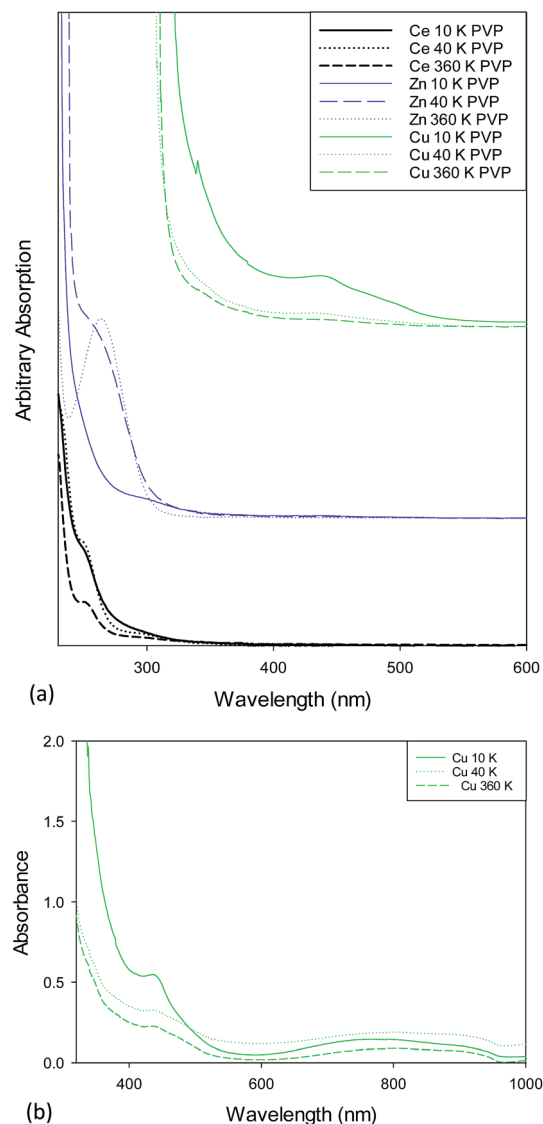 Ce 10 K PVP
Ce 40 K PVP
Ce 360 K PVP
Zn 10 K PVP
Zn 40 K PVP
Zn 360 K PVP
Cu 10 K PVP
Cu 40 K PVP
Cu 360 K PVP
Arbitrary Absorption
300 400 500 600
Wavelength (nm)
(a)
Cu 10 K
Cu 40 K
Cu 360 K
2.0
1.5
1.0
0.5
0.0
Absorbance
400 600 800 1000
Wavelength (nm)
(b)